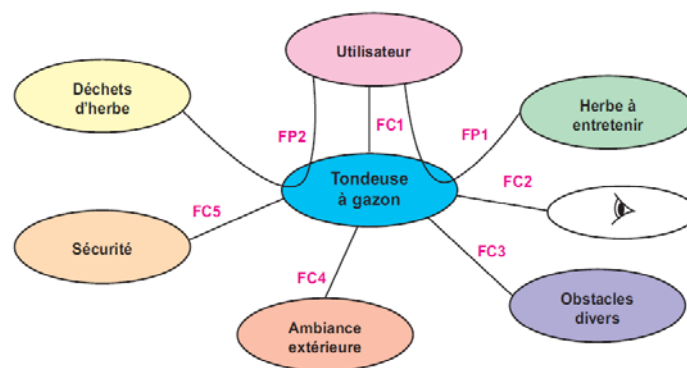 Utilisateur
Déchets
d'herbe
Herbe à
entretenir
FP2
FC1
FP1
Tondeuse
à gazon
FC2
FC5
Sécurité
FC3
FC4
Obstacles
divers
Ambiance
extérieure